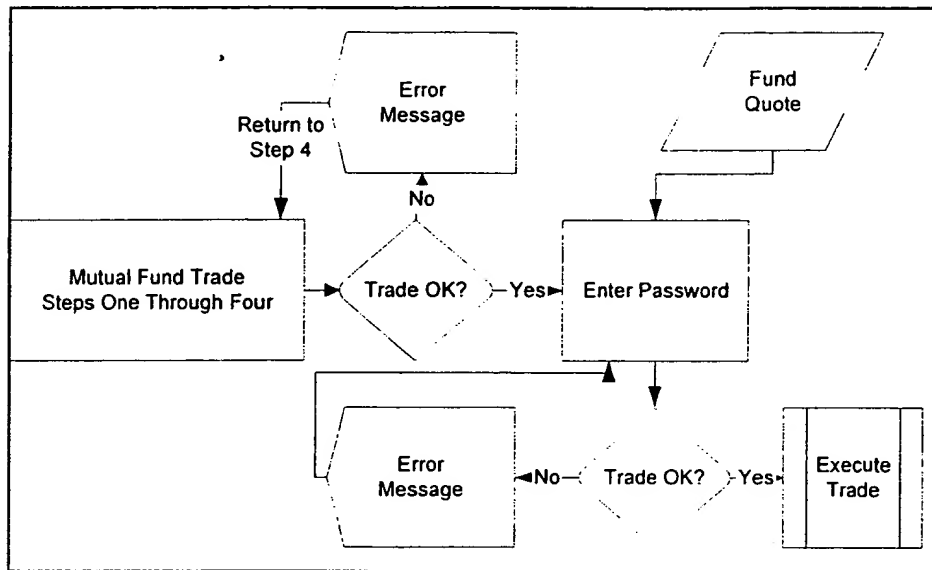 Error
Message
Fund
Quote
Return to
Step 4
No
Mutual Fund Trade
Steps One Through Four
Trade OK?
Yes
Enter Password
Error
Message
No
Trade OK?
Yes
Execute
Trade